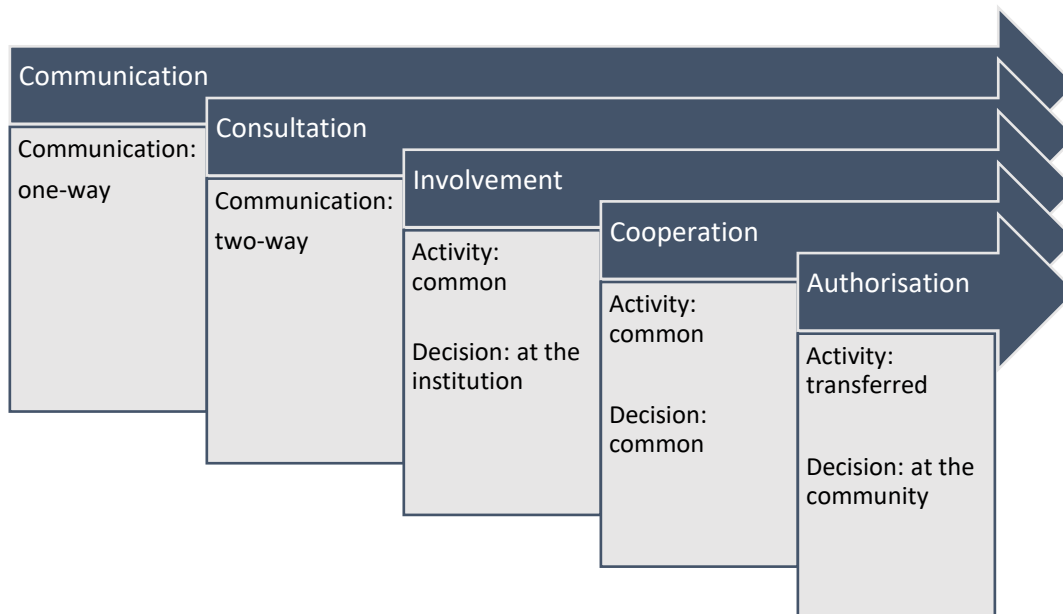 Communication
Communication:
one-way
Consultation
Communication:
two-way
Involvement
Activity:
common
Decision: at the
institution
Cooperation
Activity:
common
Decision:
common
Authorisation
Activity:
transferred
Decision: at the
community